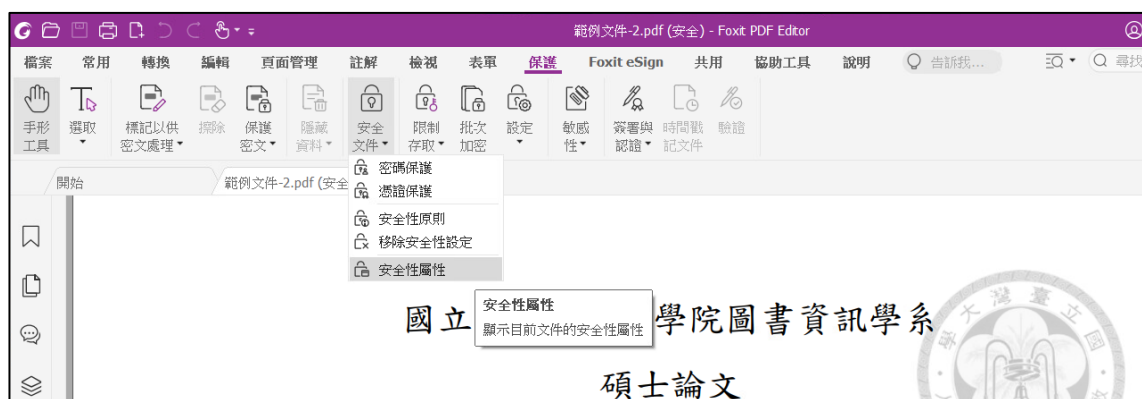 範例文件-2.pdf (安全) - Foxit PDF Editor
檔案 常用 轉換 編輯 頁面管理 註解 檢視 表單 保護 Foxit eSign 共用 協助工具 說明 告訴我... 尋找
手形工具 選取 標記以供密文處理 擦除 保護密文 隱藏資料 安全文件 限制存取 批次加密 設定 敏感性 簽署與認證 時間戳記文件 驗證
開始 範例文件-2.pdf (安全
密碼保護
憑證保護
安全性原則
移除安全性設定
安全性屬性
安全性屬性
顯示目前文件的安全性屬性
國立 學院圖書資訊學系
碩士論文
大灣臺立國